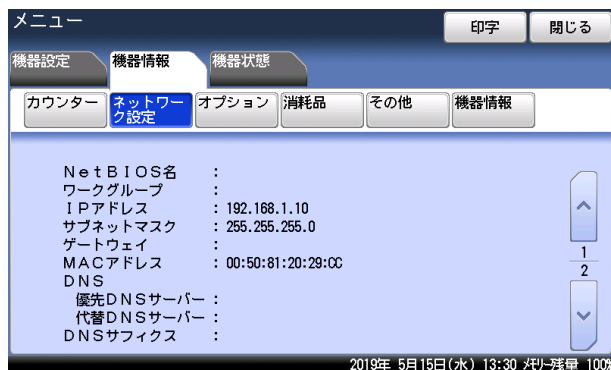 メニュー
印字 閉じる
機器設定 機器情報 機器状態
カウンター ネットワーク設定 オプション 消耗品 その他 機器情報
ＮｅｔＢＩＯＳ名 :
ワークグループ :
ＩＰアドレス : 192.168.1.10
サブネットマスク : 255.255.255.0
ゲートウェイ :
ＭＡＣアドレス : 00:50:81:20:29:CC
ＤＮＳ
優先ＤＮＳサーバー :
代替ＤＮＳサーバー :
ＤＮＳサフィクス :
1
2
2019年 5月15日(水) 13:30 ﾒﾓﾘｰ残量 100%